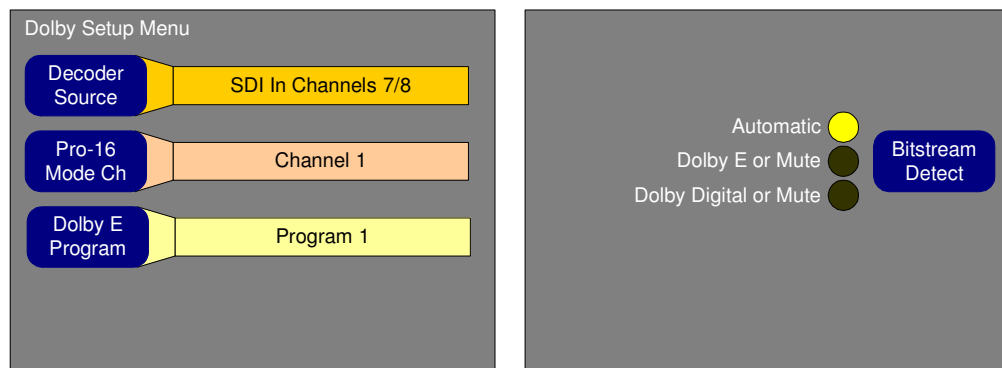 Dolby Setup Menu
Decoder
Source
SDI In Channels 7/8
Pro-16
Mode Ch
Channel 1
Dolby E
Program
Program 1
Automatic
Dolby E or Mute
Dolby Digital or Mute
Bitstream
Detect